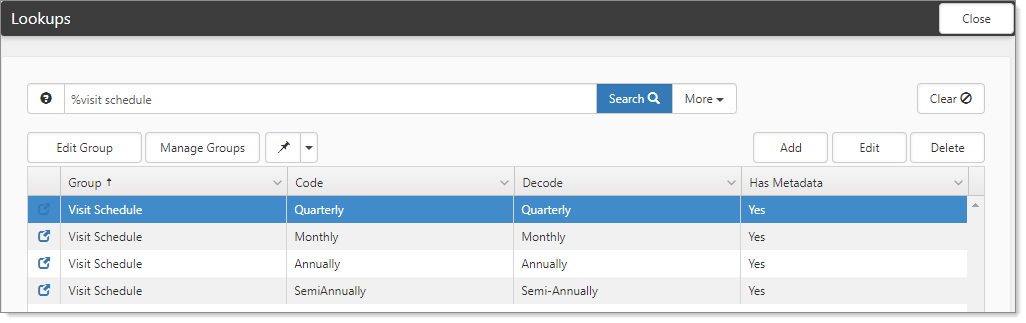 Lookups Close
%visit schedule Search More Clear
Edit Group Manage Groups Add Edit Delete
Group Code Decode Has Metadata
Visit Schedule Quarterly Quarterly Yes
Visit Schedule Monthly Monthly Yes
Visit Schedule Annually Annually Yes
Visit Schedule SemiAnnually Semi-Annually Yes